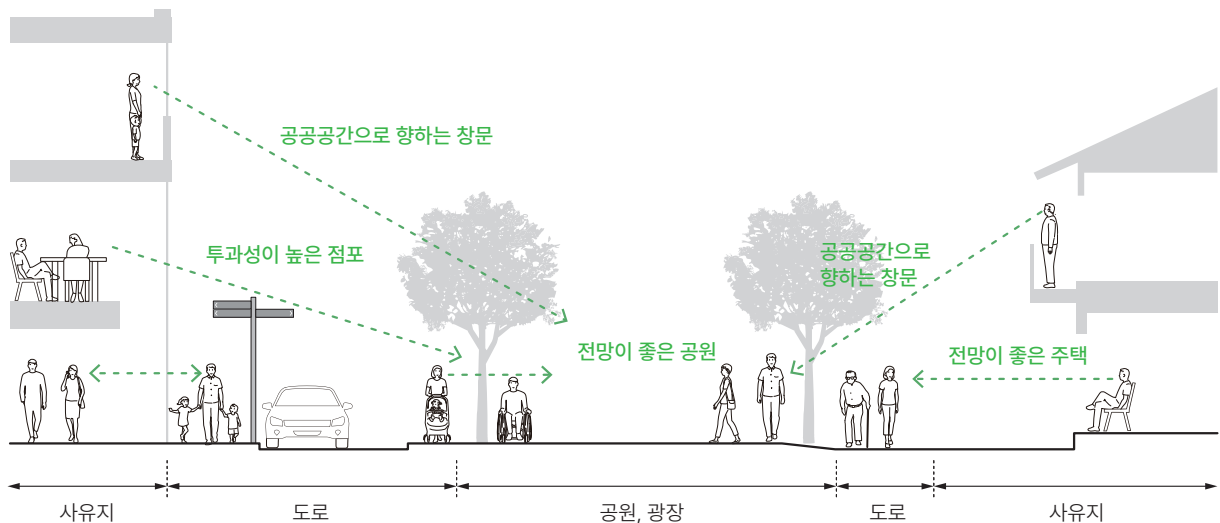 공공공간으로 향하는 창문
투과성이 높은 점포
공공공간으로
향하는 창문
전망이 좋은 공원
전망이 좋은 주택
사유지
도로
공원, 광장
도로
사유지